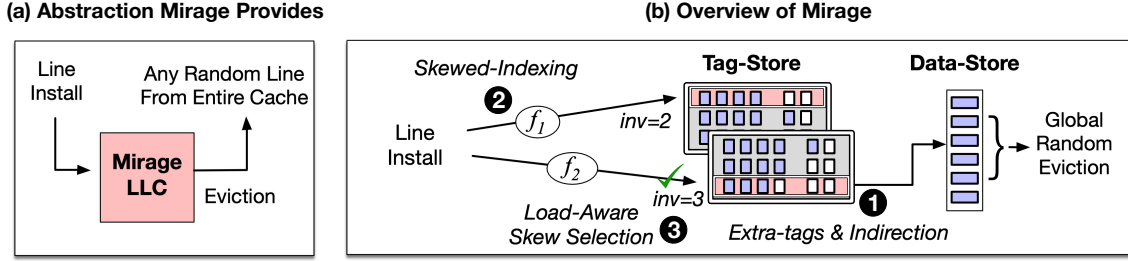 (a) Abstraction Mirage Provides
Line
Install
Any Random Line
From Entire Cache
Mirage
LLC
Eviction
(b) Overview of Mirage
Skewed-Indexing
2
f1
inv=2
Line
Install
f2
inv=3
Load-Aware
Skew Selection
3
Tag-Store
1
Extra-tags & Indirection
Data-Store
Global
Random
Eviction